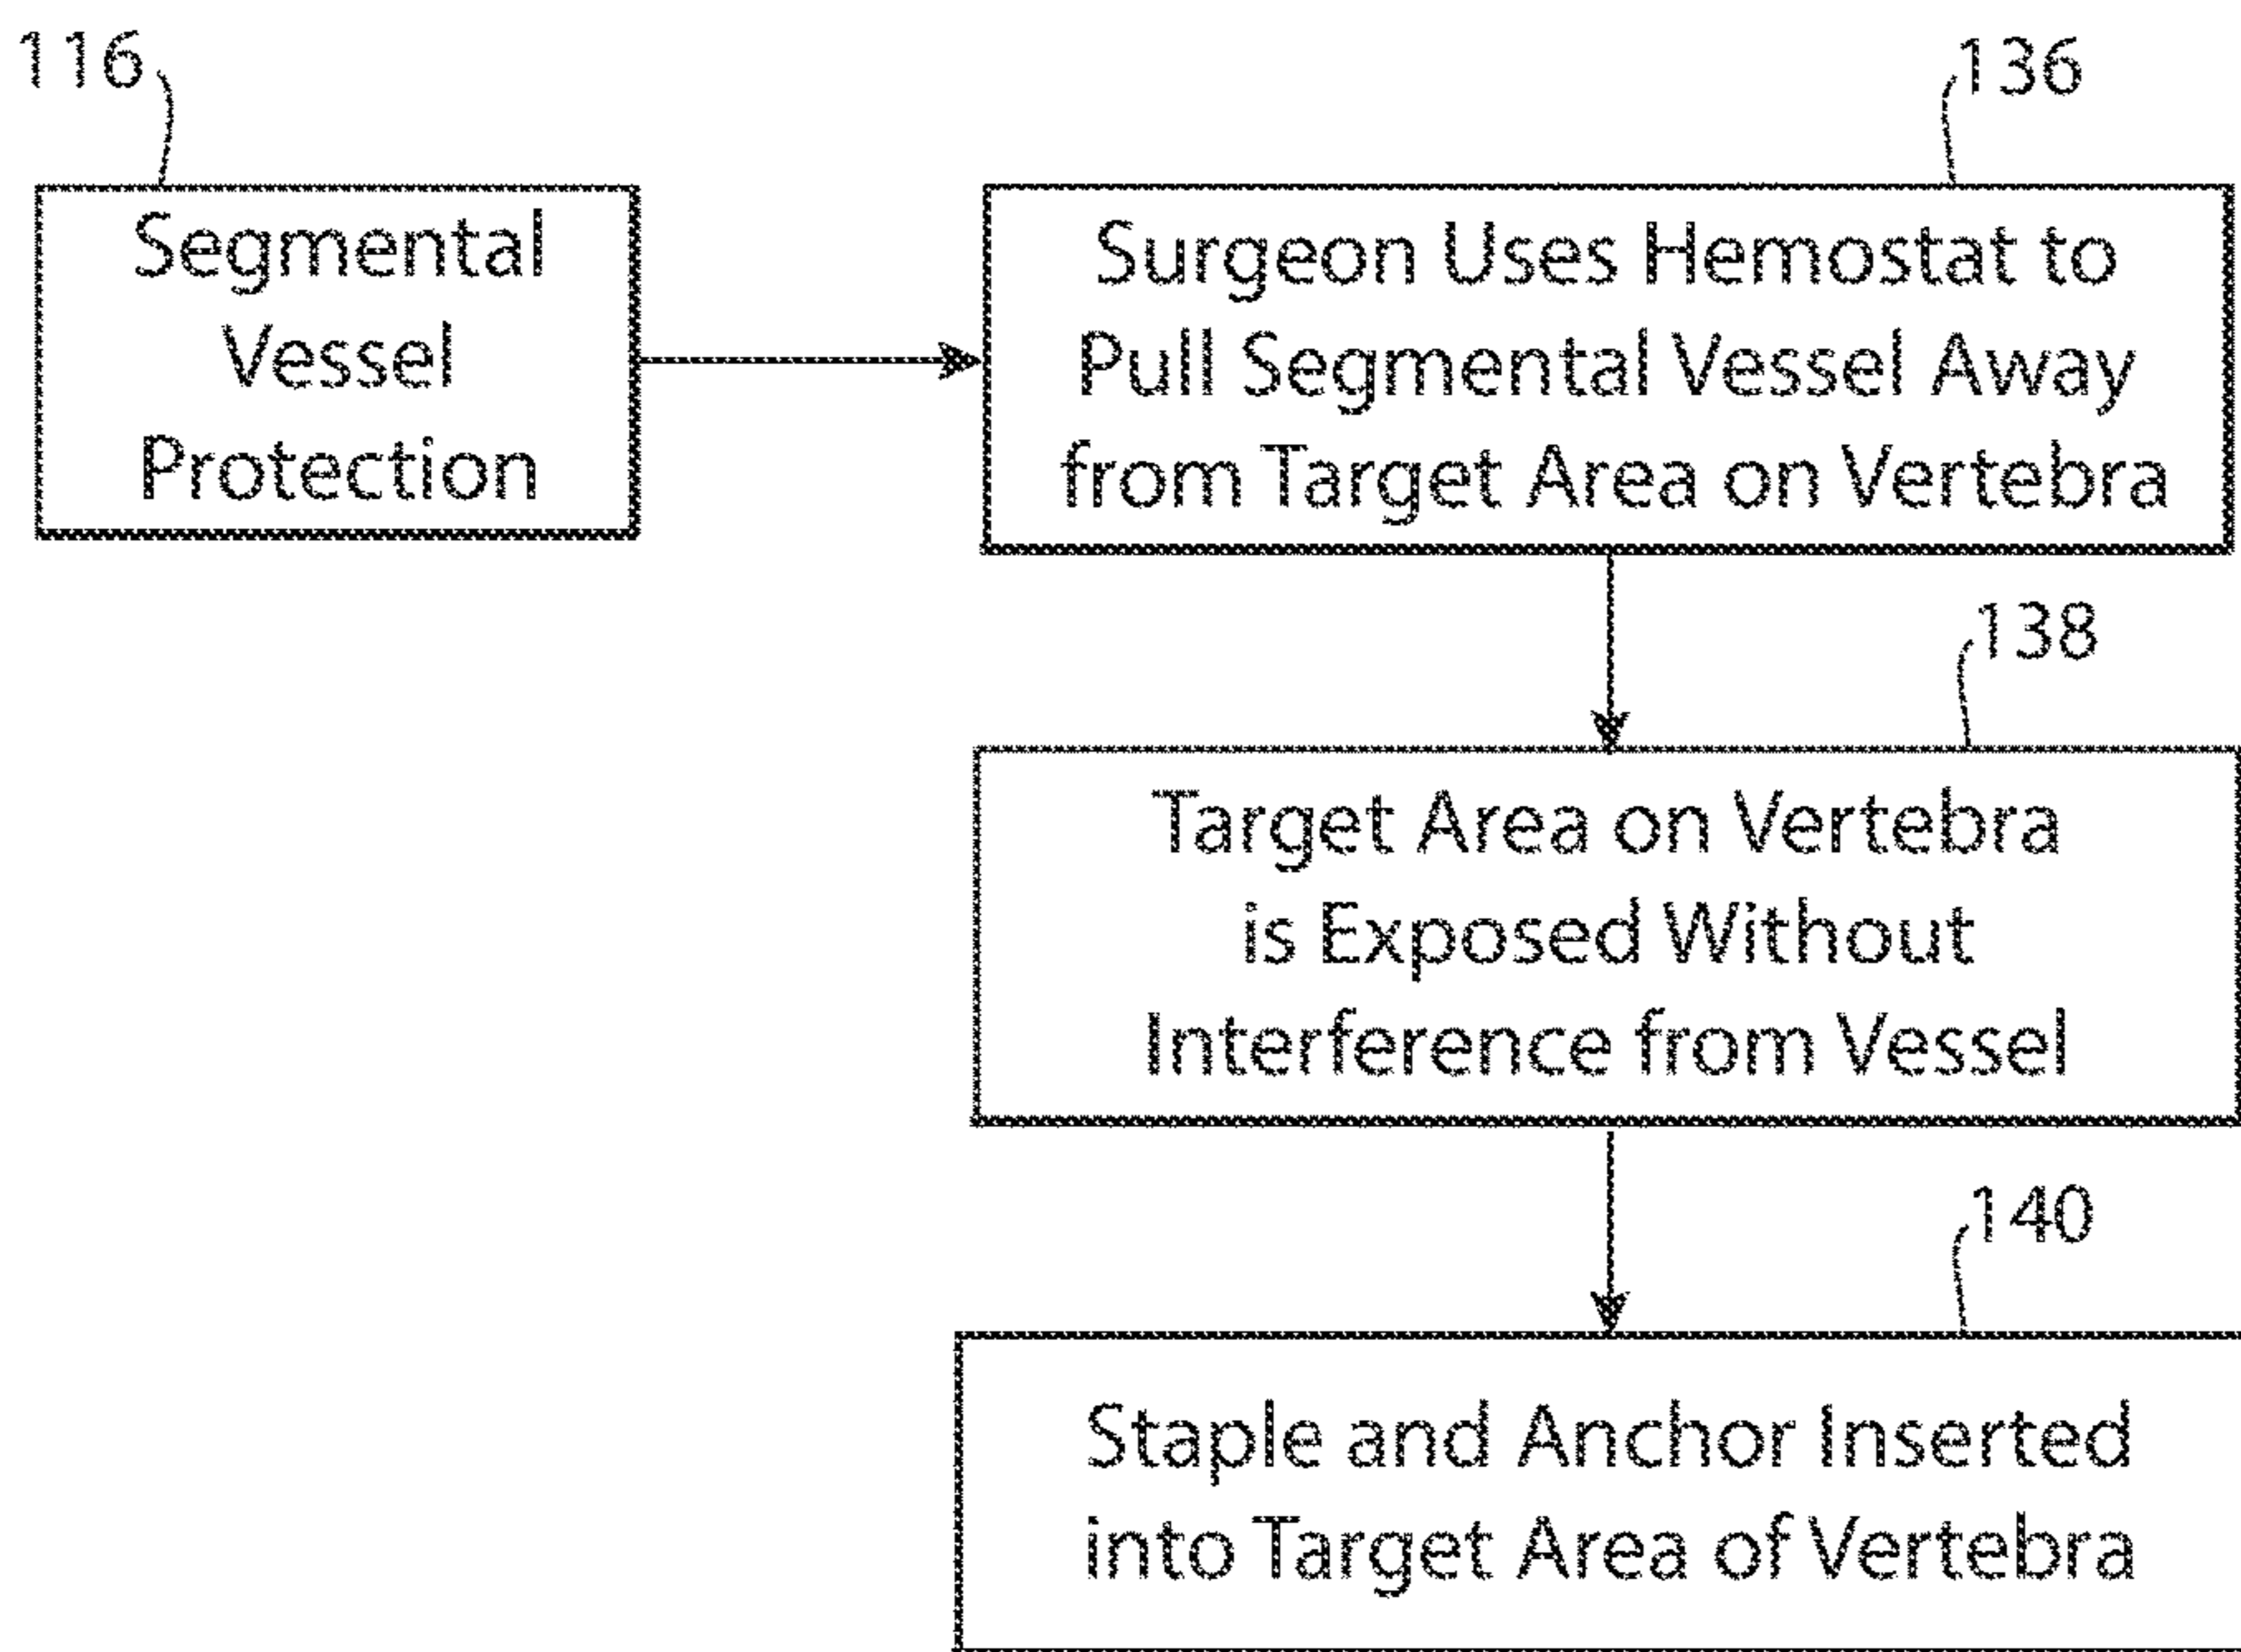 116
Segmental
Vessel
Protection
136
Surgeon Uses Hemostat to
Pull Segmental Vessel Away
from Target Area on Vertebra
138
Target Area on Vertebra
is Exposed Without
Interference from Vessel
140
Staple and Anchor Inserted
into Target Area of Vertebra